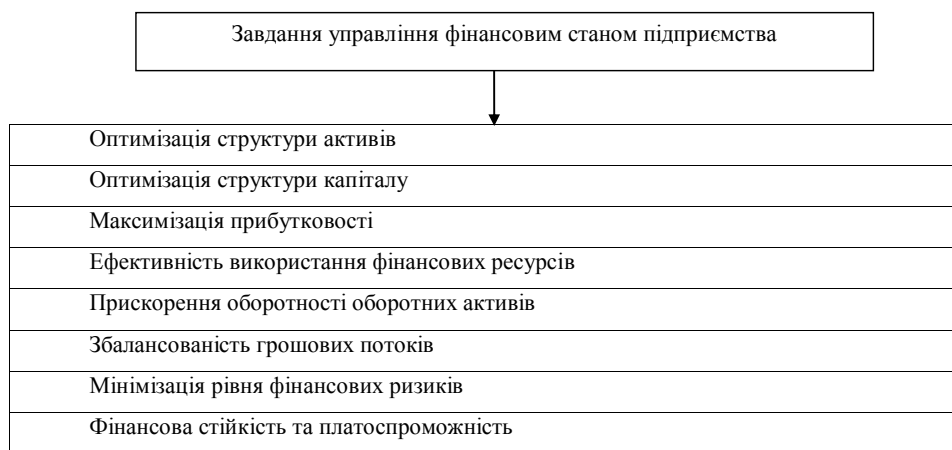 Завдання управління фінансовим станом підприємства
Оптимізація структури активів
Оптимізація структури капіталу
Максимізація прибутковості
Ефективність використання фінансових ресурсів
Прискорення оборотності оборотних активів
Збалансованість грошових потоків
Мінімізація рівня фінансових ризиків
Фінансова стійкість та платоспроможність